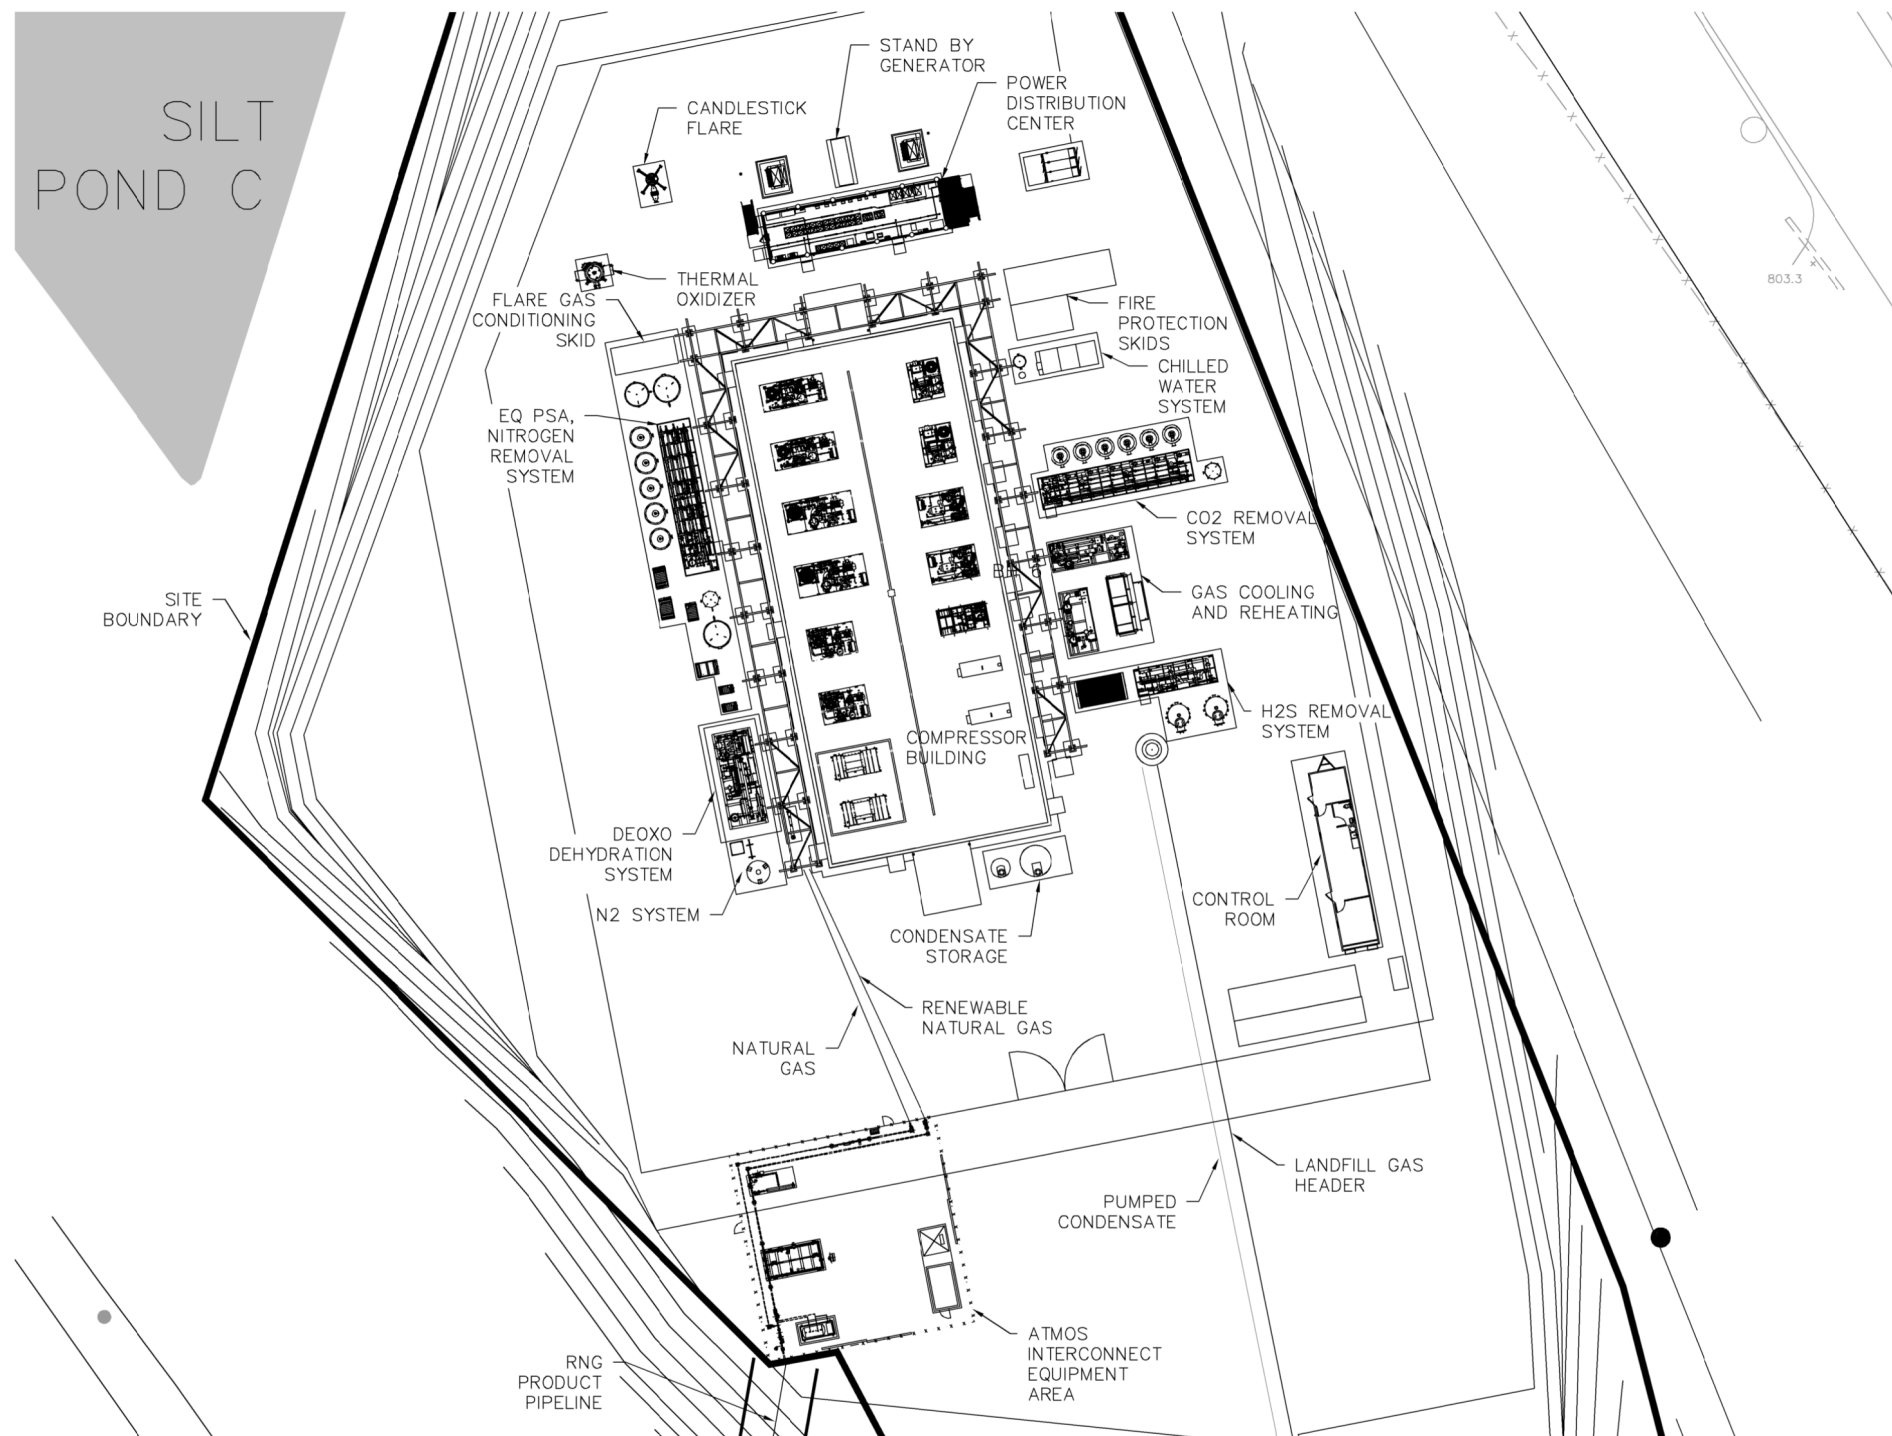 SILT
POND C
STAND BY
GENERATOR
POWER
DISTRIBUTION
CENTER
CANDLESTICK
FLARE
THERMAL
OXIDIZER
FLARE GAS
CONDITIONING
SKID
803.3
FIRE
PROTECTION
SKIDS
CHILLED
WATER
SYSTEM
EQ PSA,
NITROGEN
REMOVAL
SYSTEM
CO2 REMOVAL
SYSTEM
SITE
BOUNDARY
GAS COOLING
AND REHEATING
H2S REMOVAL
SYSTEM
COMPRESSOR
BUILDING
DEOXO
DEHYDRATION
SYSTEM
N2 SYSTEM
CONTROL
ROOM
CONDENSATE
STORAGE
RENEWABLE
NATURAL GAS
NATURAL
GAS
LANDFILL GAS
HEADER
PUMPED
CONDENSATE
ATMOS
INTERCONNECT
EQUIPMENT
AREA
RNG
PRODUCT
PIPELINE